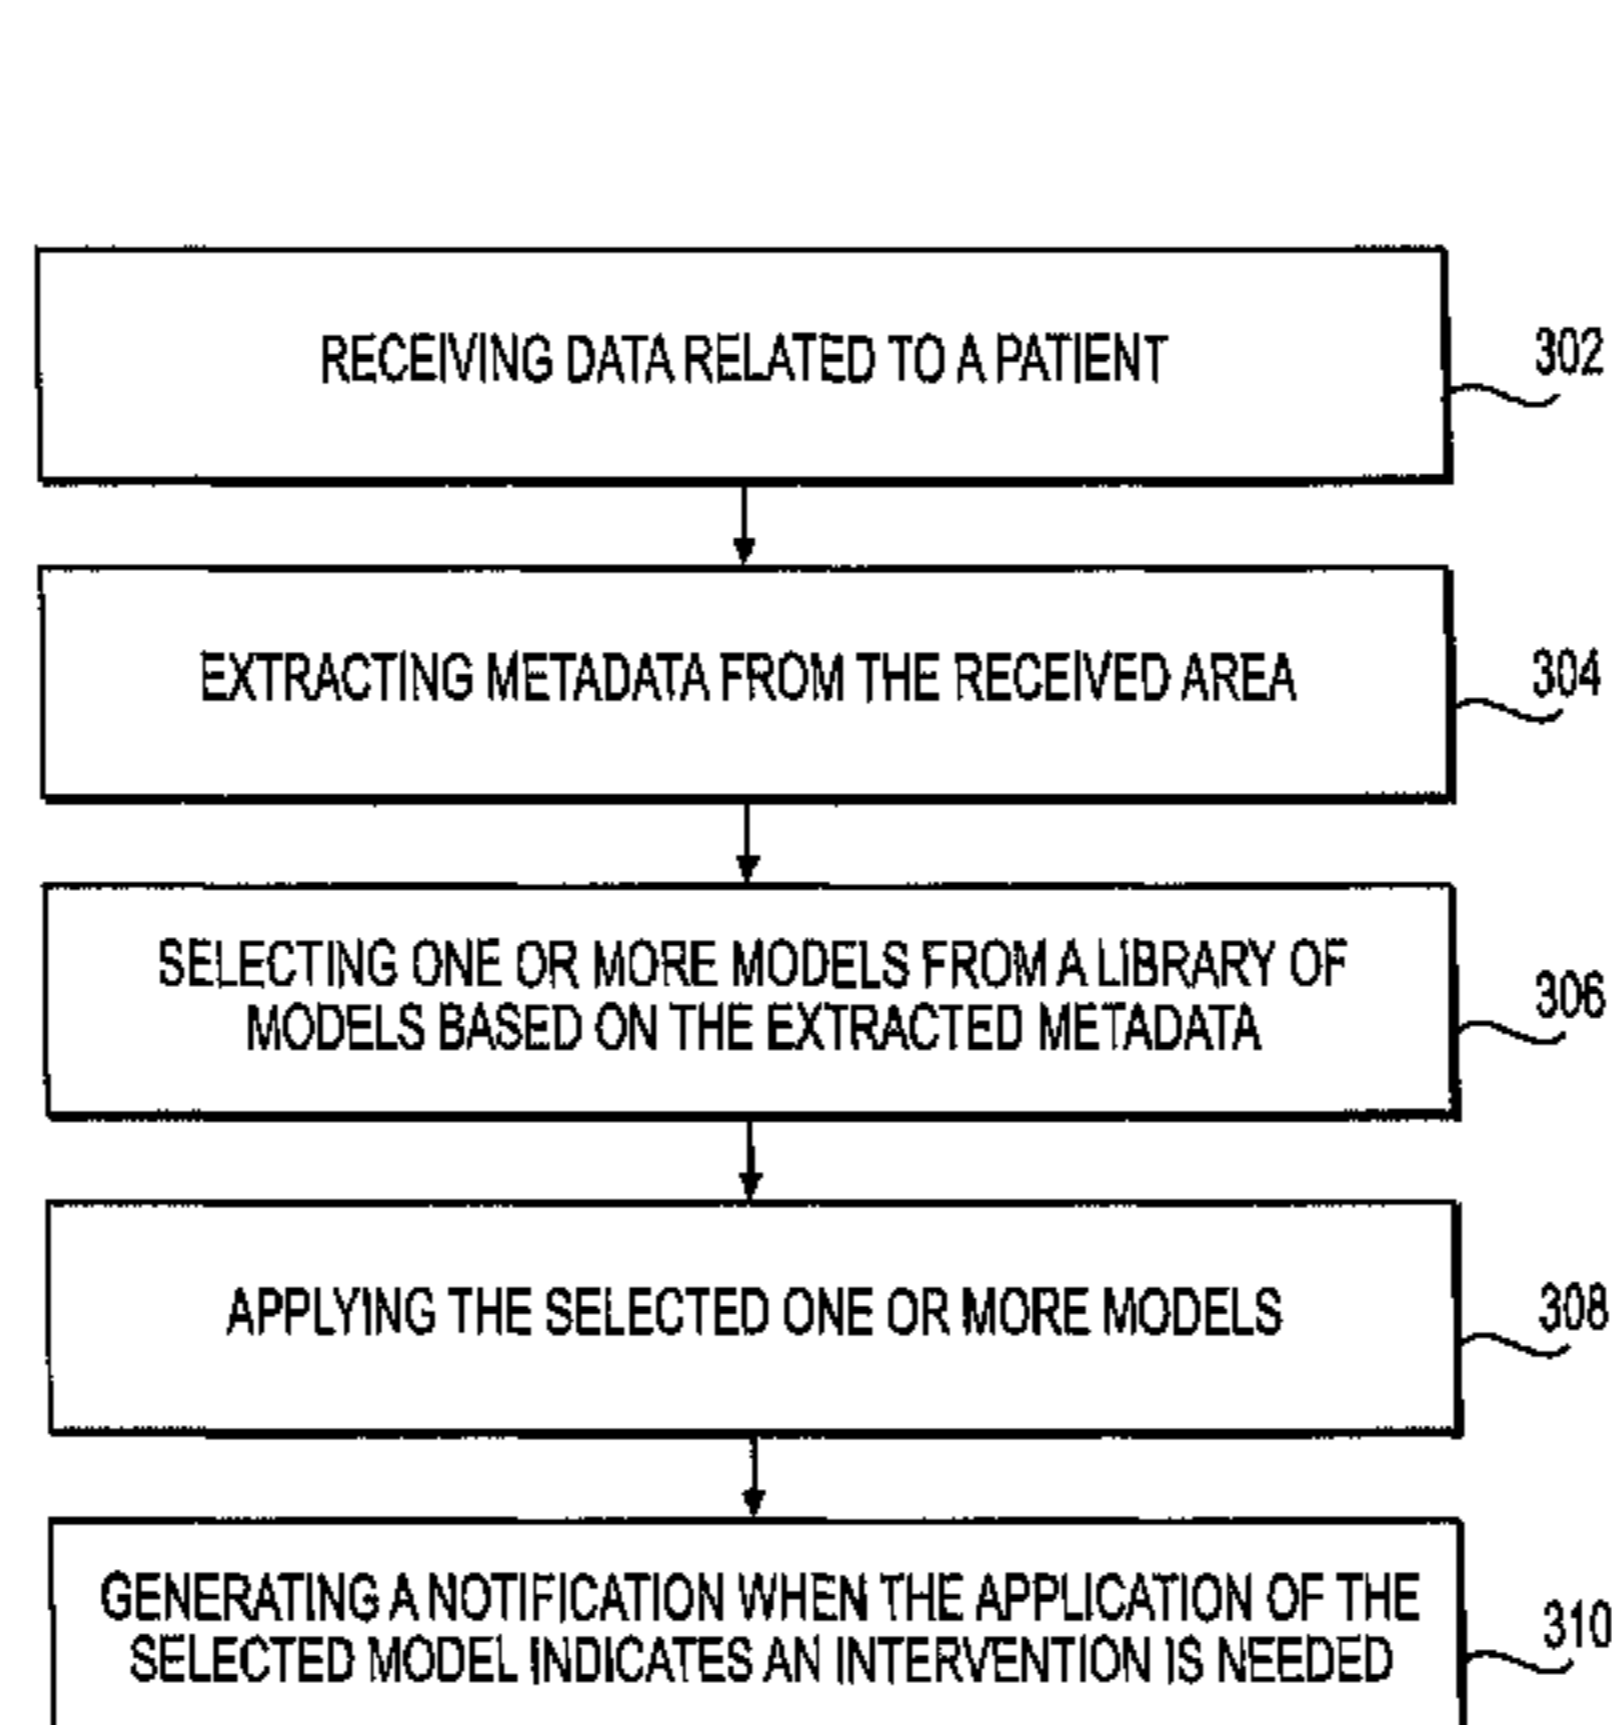 RECEIVING DATA RELATED TO A PATIENT
302
EXTRACTING METADATA FROM THE RECEIVED AREA
304
SELECTING ONE OR MORE MODELS FROM A LIBRARY OF
MODELS BASED ON THE EXTRACTED METADATA
306
APPLYING THE SELECTED ONE OR MORE MODELS
308
GENERATING A NOTIFICATION WHEN THE APPLICATION OF THE
SELECTED MODEL INDICATES AN INTERVENTION IS NEEDED
310